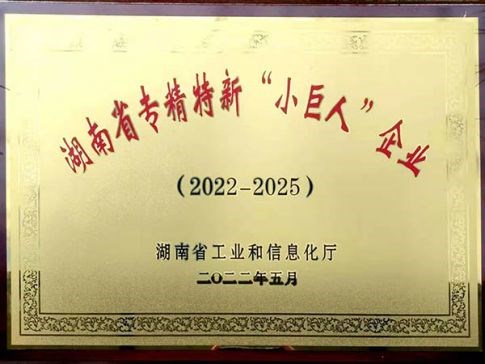 湖南省专精特新“小巨人”企业
(2022-2025)
湖南省工业和信息化厅
二〇二二年五月